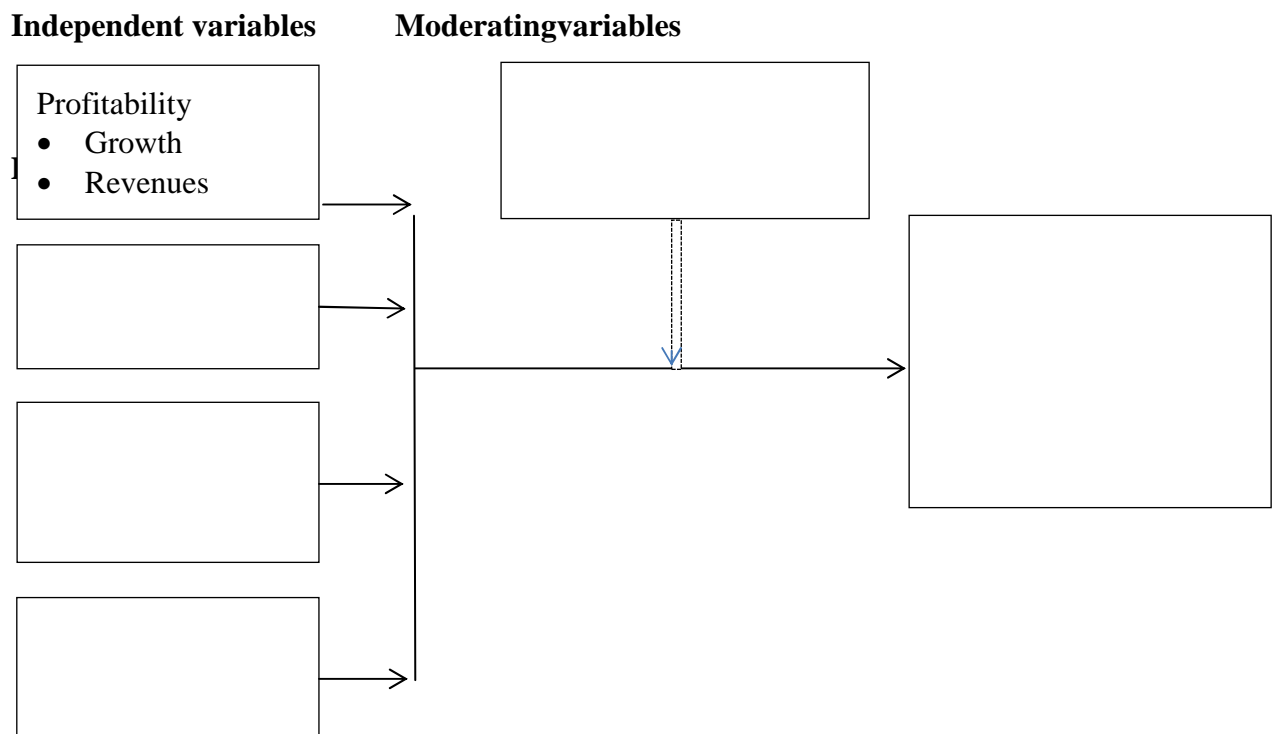 Independent variables Moderatingvariables
Profitability
• Growth
• Revenues